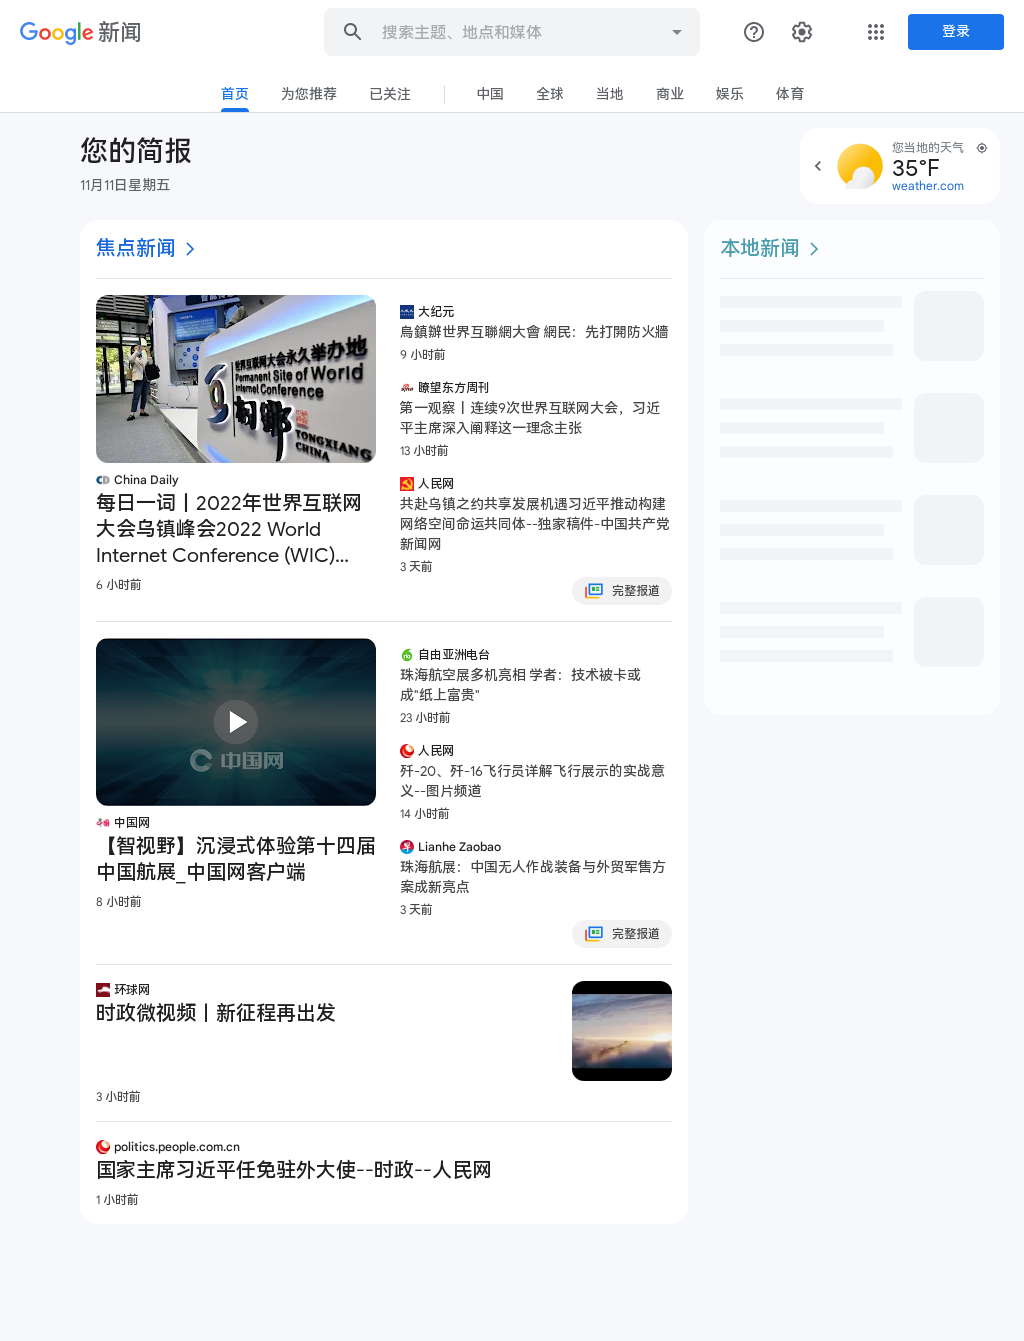 Google 新闻
搜索主题、地点和媒体
登录
首页
为您推荐
已关注
中国
全球
当地
商业
娱乐
体育
您的简报
11月11日星期五
您当地的天气
35°F
weather.com
焦点新闻
世界互联网大会永久举办地
Permanent Site of World
Internet Conference
TONGXIANG
CHINA
China Daily
每日一词丨2022年世界互联网
大会乌镇峰会2022 World
Internet Conference (WIC)...
6 小时前
大纪元
烏鎮辦世界互聯網大會 網民：先打開防火牆
9 小时前
瞭望东方周刊
第一观察丨连续9次世界互联网大会，习近
平主席深入阐释这一理念主张
13 小时前
人民网
共赴乌镇之约共享发展机遇习近平推动构建
网络空间命运共同体--独家稿件-中国共产党
新闻网
3 天前
完整报道
中国网
中国网
【智视野】沉浸式体验第十四届
中国航展_中国网客户端
8 小时前
自由亚洲电台
珠海航空展多机亮相 学者：技术被卡或
成"纸上富贵"
23 小时前
人民网
歼-20、歼-16飞行员详解飞行展示的实战意
义--图片频道
14 小时前
Lianhe Zaobao
珠海航展：中国无人作战装备与外贸军售方
案成新亮点
3 天前
完整报道
环球网
时政微视频丨新征程再出发
3 小时前
politics.people.com.cn
国家主席习近平任免驻外大使--时政--人民网
1 小时前
本地新闻